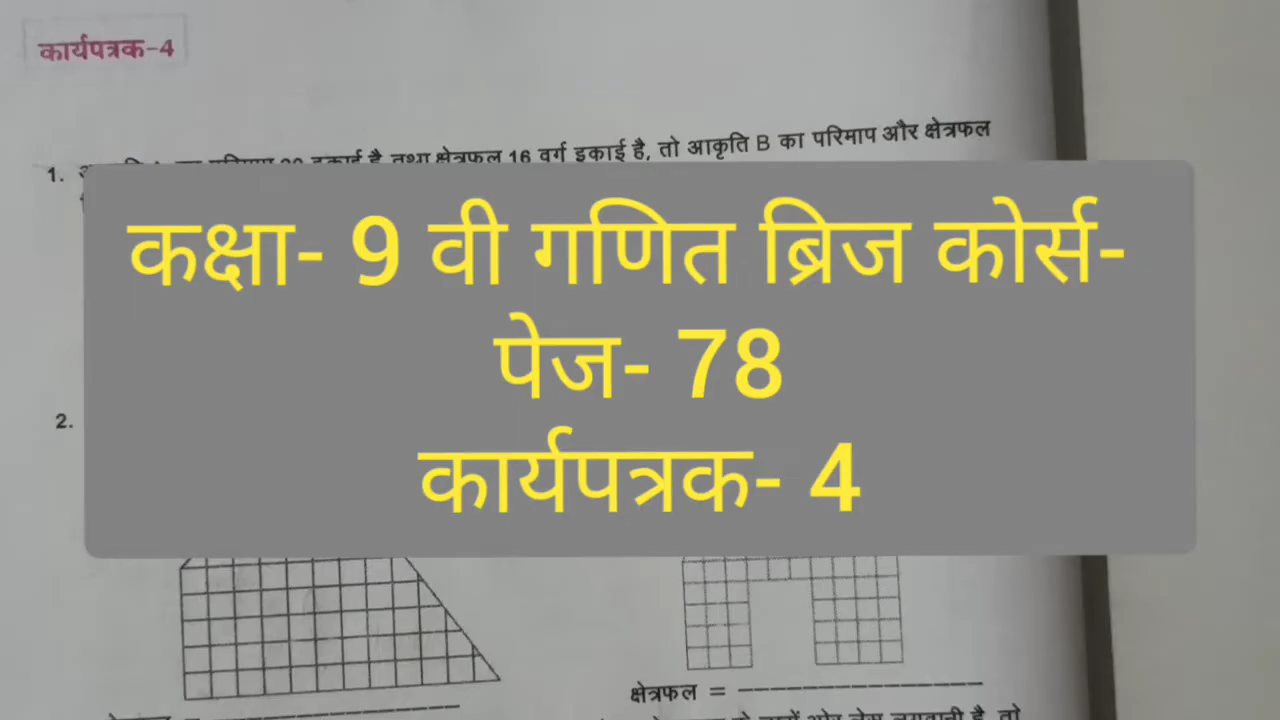 कार्यपत्रक-4
1. इकाई है तथा क्षेत्रफल 16 वर्ग इकाई है, तो आकृति B का परिमाप और क्षेत्रफल
कक्षा- 9 वी गणित ब्रिज कोर्स-
पेज- 78
कार्यपत्रक- 4
2.
क्षेत्रफल = ——————————